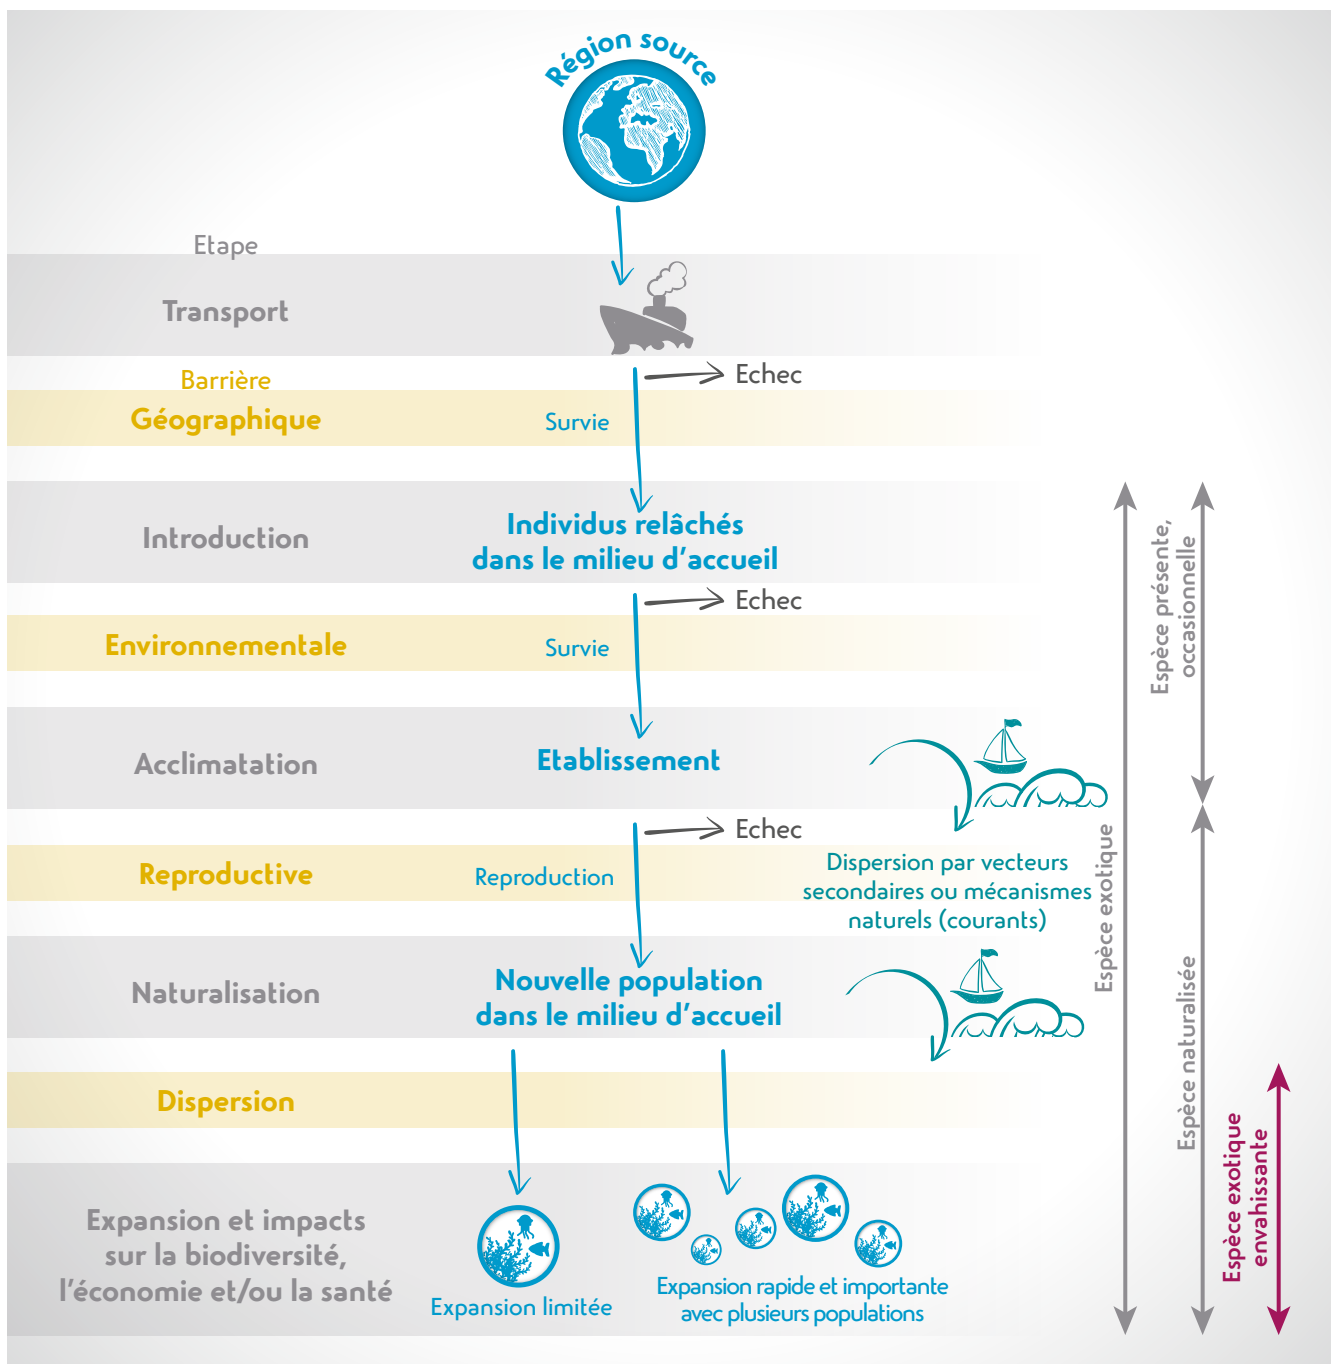 Région source
Etape
Transport
Echec
Barrière
Géographique
Survie
Introduction
Individus relâchés
dans le milieu d’accueil
Echec
Environnementale
Survie
Acclimatation
Etablissement
Echec
Reproductive
Reproduction
Dispersion par vecteurs
secondaires ou mécanismes
naturels (courants)
Naturalisation
Nouvelle population
dans le milieu d’accueil
Dispersion
Expansion et impacts
sur la biodiversité,
l’économie et/ou la santé
Expansion limitée
Expansion rapide et importante
avec plusieurs populations
Espèce exotique
Espèce présente,
occasionnelle
Espèce naturalisée
Espèce exotique
envahissante